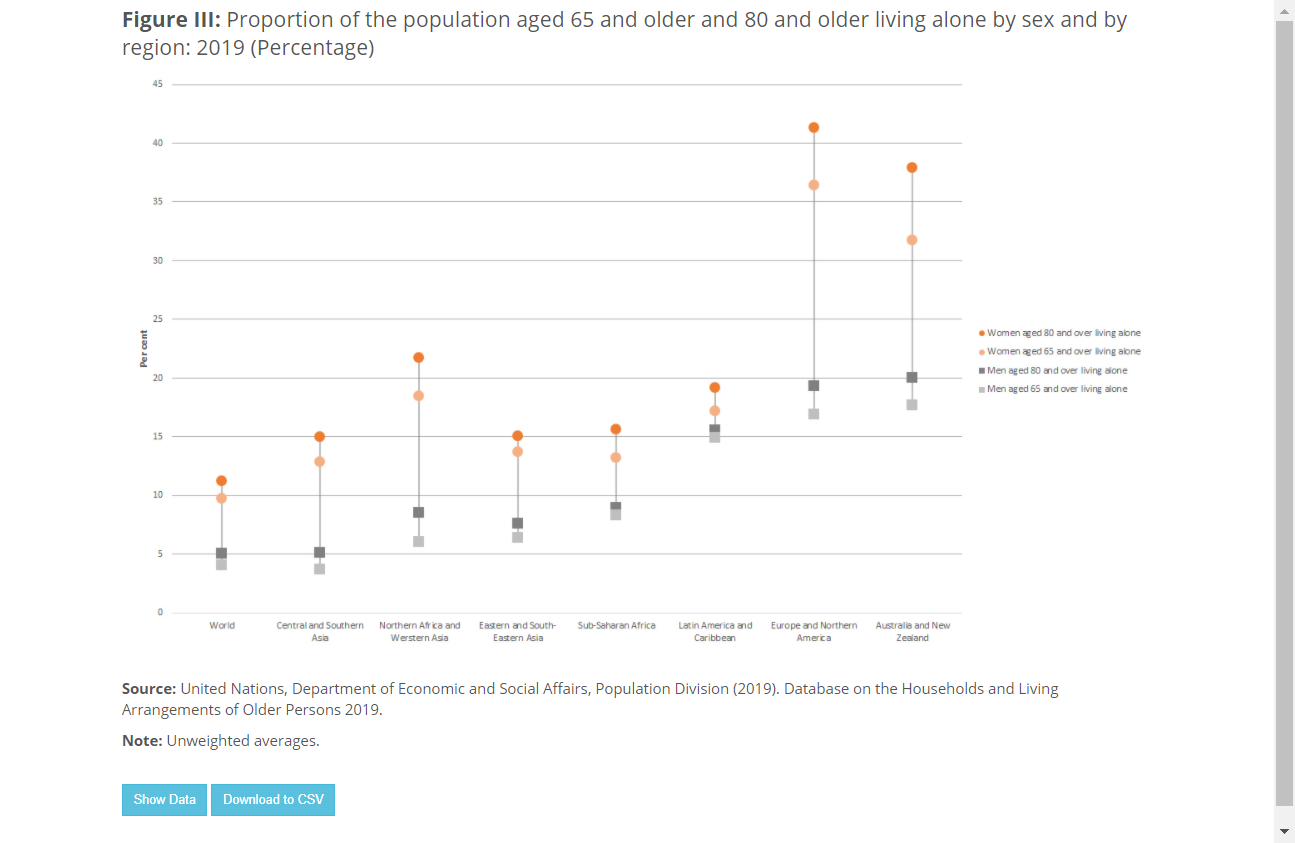 Figure III: Proportion of the population aged 65 and older and 80 and older living alone by sex and by
region: 2019 (Percentage)
45
40
35
30
25
20
15
10
5
0
Per cent
World
Central and Southern
Asia
Northern Africa and
Werstern Asia
Eastern and South-
Eastern Asia
Sub-Saharan Africa
Latin America and
Caribbean
Europe and Northern
America
Australia and New
Zealand
Women aged 80 and over living alone
Women aged 65 and over living alone
Men aged 80 and over living alone
Men aged 65 and over living alone
Source: United Nations, Department of Economic and Social Affairs, Population Division (2019). Database on the Households and Living
Arrangements of Older Persons 2019.
Note: Unweighted averages.
Show Data
Download to CSV